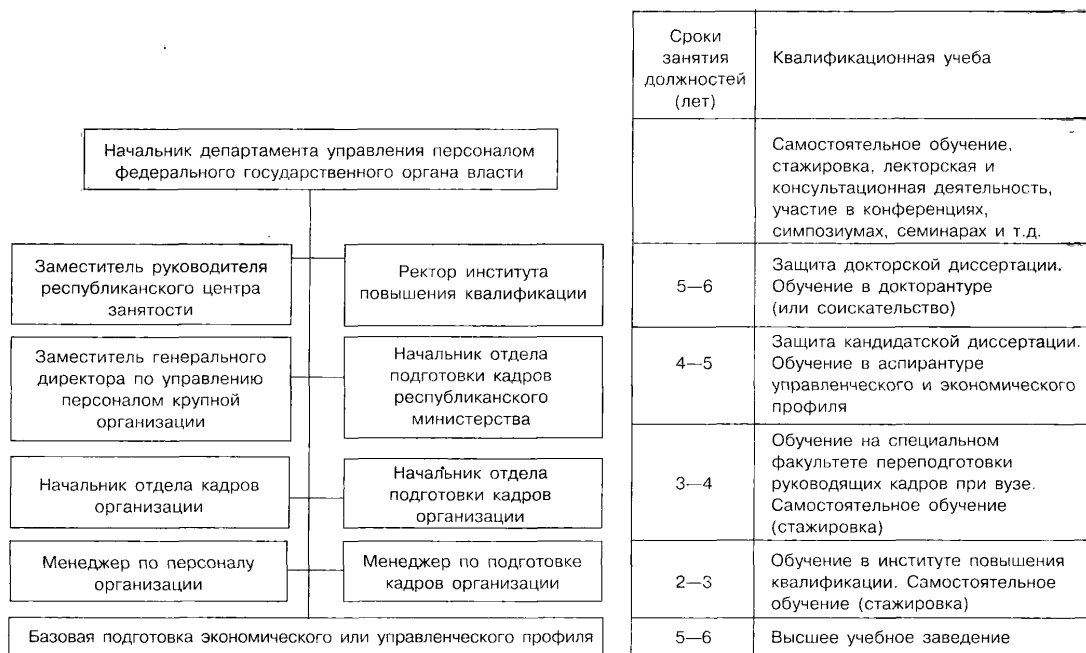 Начальник департамента управления персоналом
федерального государственного органа власти
Заместитель руководителя
республиканского центра
занятости
Ректор института
повышения квалификации
Заместитель генерального
директора по управлению
персоналом крупной
организации
Начальник отдела
подготовки кадров
республиканского
министерства
Начальник отдела кадров
организации
Начальник отдела
подготовки кадров
организации
Менеджер по персоналу
организации
Менеджер по подготовке
кадров организации
Базовая подготовка экономического или управленческого профиля
Сроки
занятия
должностей
(лет)
Квалификационная учеба
Самостоятельное обучение,
стажировка, лекторская и
консультационная деятельность,
участие в конференциях,
симпозиумах, семинарах и т.д.
5—6
Защита докторской диссертации.
Обучение в докторантуре
(или соискательство)
4—5
Защита кандидатской диссертации.
Обучение в аспирантуре
управленческого и экономического
профиля
3—4
Обучение на специальном
факультете переподготовки
руководящих кадров при вузе.
Самостоятельное обучение
(стажировка)
2—3
Обучение в институте повышения
квалификации. Самостоятельное
обучение (стажировка)
5—6
Высшее учебное заведение